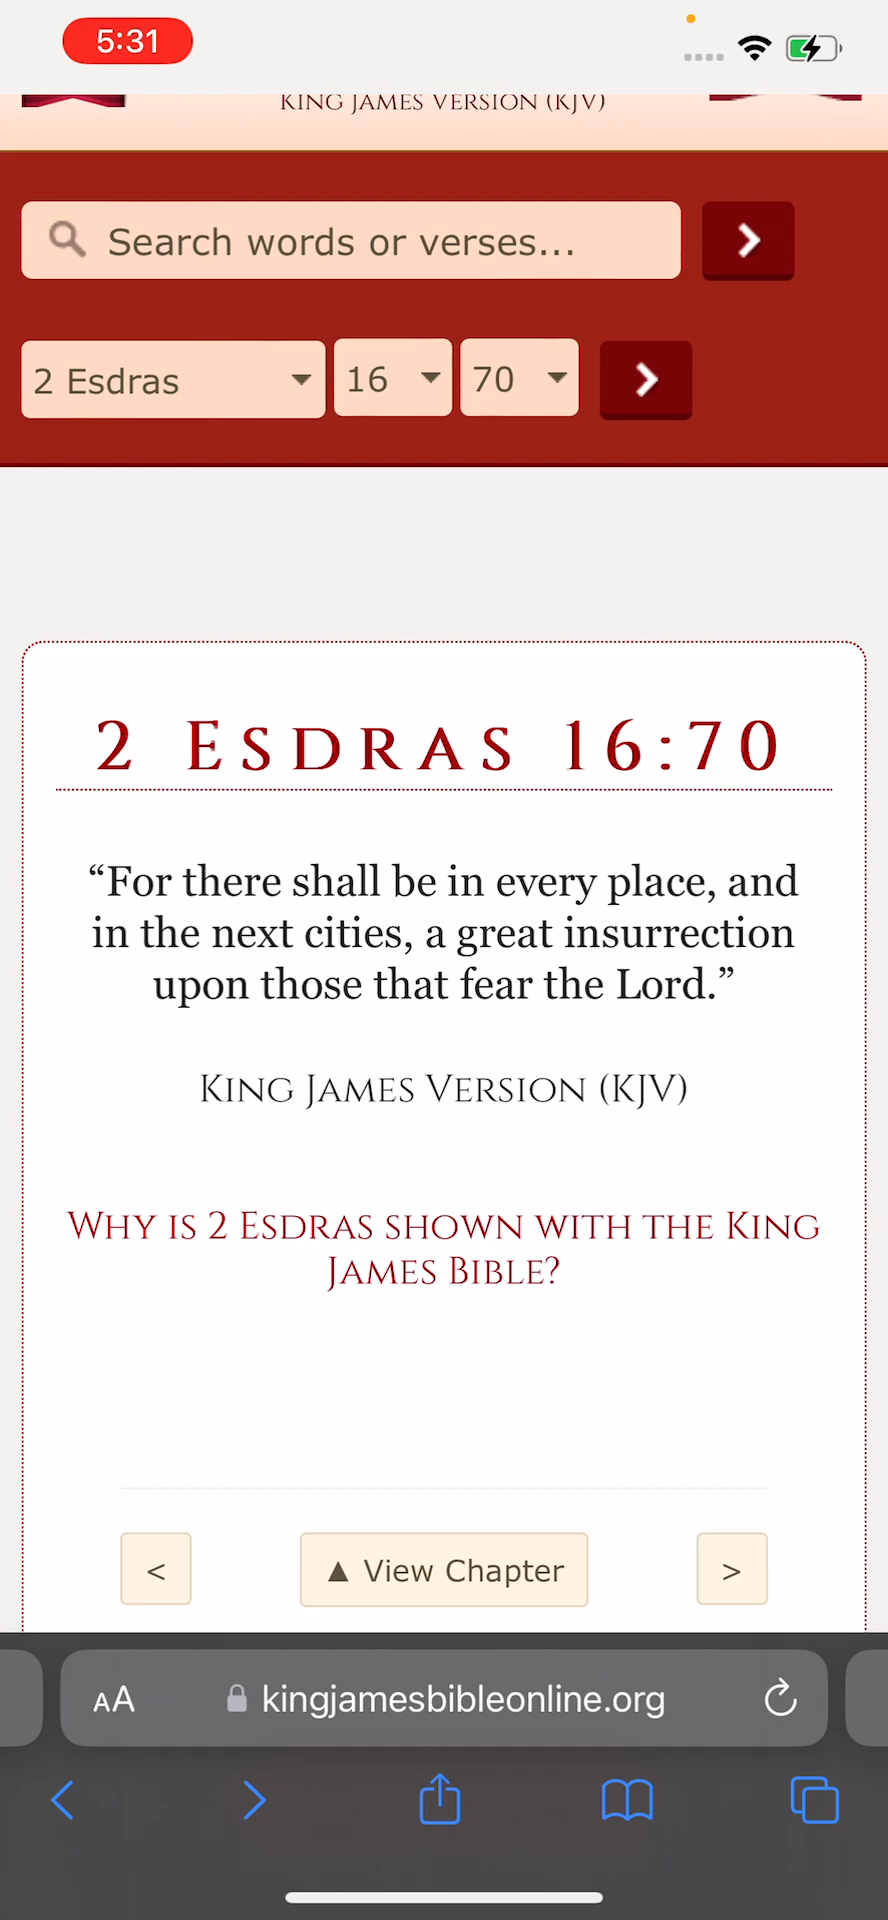 5:31
KING JAMES VERSION (KJV)
Search words or verses...
2 Esdras 16 70
2 ESDRAS 16:70
“For there shall be in every place, and
in the next cities, a great insurrection
upon those that fear the Lord.”
KING JAMES VERSION (KJV)
WHY IS 2 ESDRAS SHOWN WITH THE KING
JAMES BIBLE?
< ▲ View Chapter >
AA kingjamesbibleonline.org